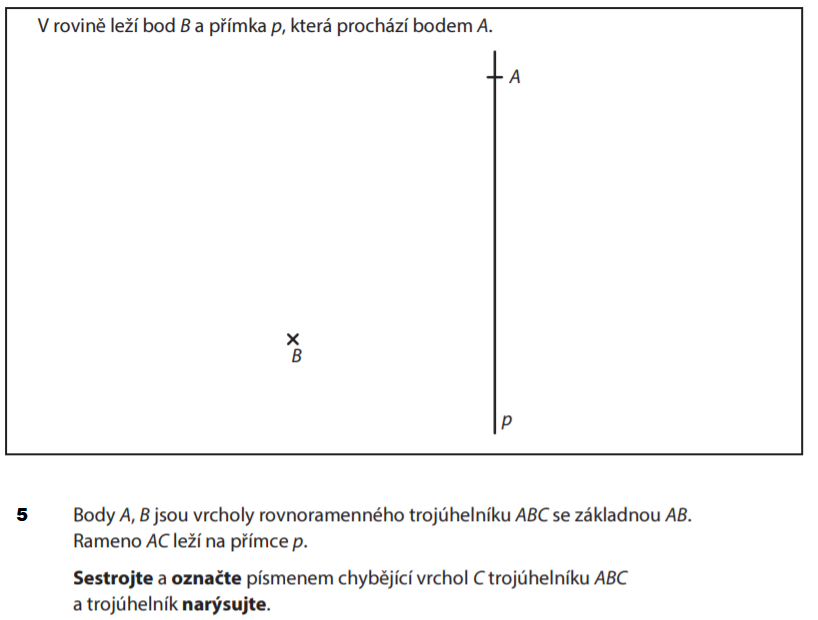 V rovině leží bod B a přímka p, která prochází bodem A.
A
B
p
5 Body A, B jsou vrcholy rovnoramenného trojúhelníku ABC se základnou AB.
Rameno AC leží na přímce p.
Sestrojte a označte písmenem chybějící vrchol C trojúhelníku ABC
a trojúhelník narýsujte.